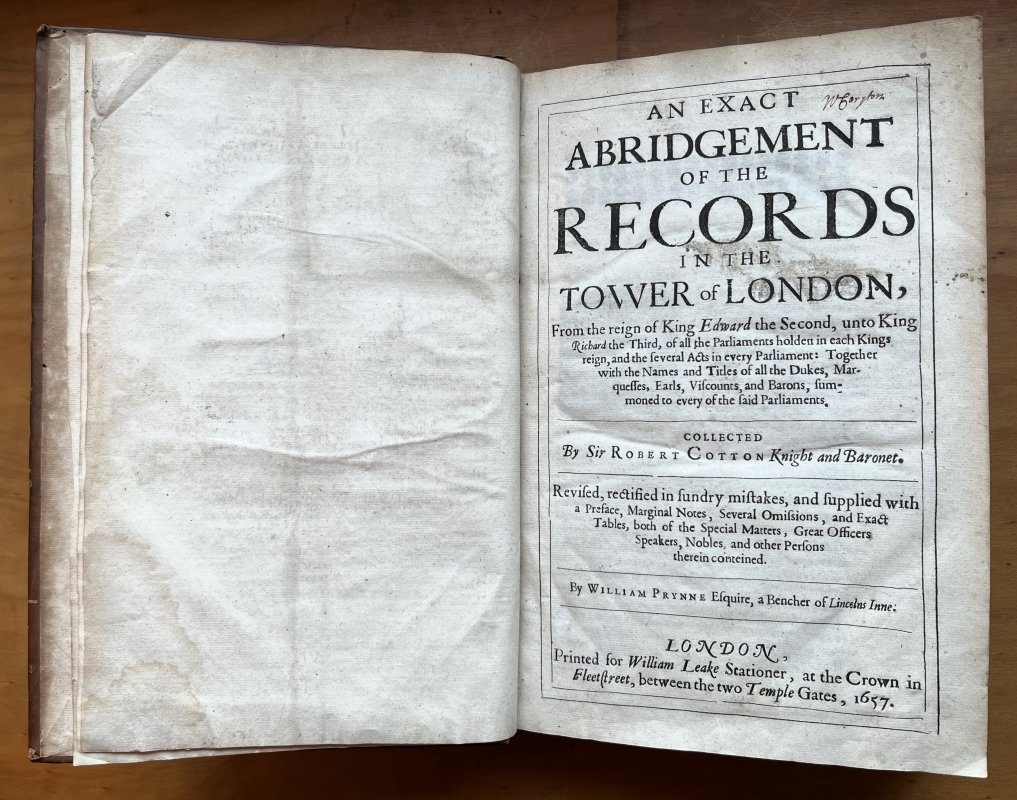 AN EXACT
ABRIDGEMENT
OF THE
RECORDS
IN THE
TOWER of LONDON,
From the reign of King Edward the Second, unto King
Richard the Third, of all the Parliaments holden in each Kings
reign, and the ſeveral Acts in every Parliament: Together
with the Names and Titles of all the Dukes, Mar-
queſſes, Earls, Viſcounts, and Barons, ſum-
moned to every of the ſaid Parliaments.
COLLECTED
By Sir ROBERT COTTON Knight and Baronet.
Reviſed, rectified in ſundry miſtakes, and ſupplied with
a Preface, Marginal Notes, Several Omiſsions, and Exact
Tables, both of the Special Matters, Great Officers
Speakers, Nobles, and other Perſons
therein conteined.
By WILLIAM PRYNNE Eſquire, a Bencher of Lincolns Inne.
LONDON,
Printed for William Leake Stationer, at the Crown in
Fleetſtreet, between the two Temple Gates, 1657.